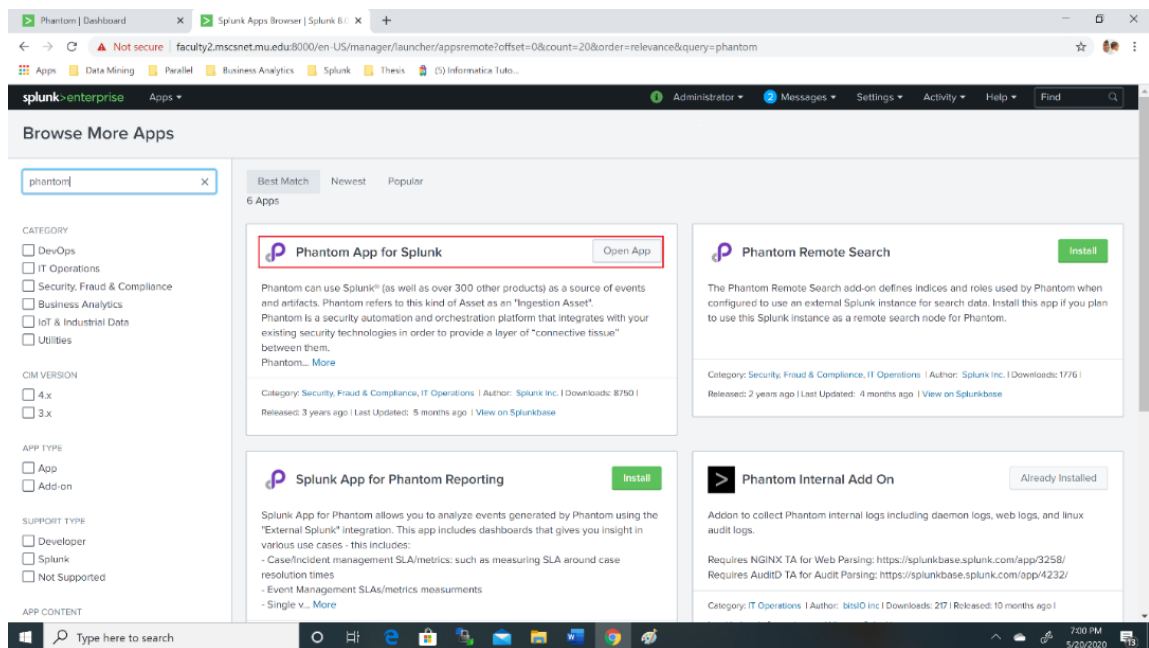 Phantom | Dashboard
Splunk Apps Browser | Splunk 8.0
Not secure | faculty2.mscsnet.mu.edu:8000/en-US/manager/launcher/appsremote?offset=0&count=20&order=relevance&query=phantom
Apps Data Mining Parallel Business Analytics Splunk Thesis (5) Informatica Tuto...
splunk>enterprise Apps
Administrator 2 Messages Settings Activity Help Find
Browse More Apps
phantom
Best Match Newest Popular
6 Apps
CATEGORY
DevOps
IT Operations
Security, Fraud & Compliance
Business Analytics
IoT & Industrial Data
Utilities
CIM VERSION
4.x
3.x
APP TYPE
App
Add-on
SUPPORT TYPE
Developer
Splunk
Not Supported
APP CONTENT
Phantom App for Splunk Open App
Phantom can use Splunk® (as well as over 300 other products) as a source of events
and artifacts. Phantom refers to this kind of Asset as an "Ingestion Asset".
Phantom is a security automation and orchestration platform that integrates with your
existing security technologies in order to provide a layer of “connective tissue”
between them.
Phantom... More
Category: Security, Fraud & Compliance, IT Operations | Author: Splunk Inc. | Downloads: 8750 |
Released: 3 years ago | Last Updated: 5 months ago | View on Splunkbase
Phantom Remote Search Install
The Phantom Remote Search add-on defines indices and roles used by Phantom when
configured to use an external Splunk instance for search data. Install this app if you plan
to use this Splunk instance as a remote search node for Phantom.
Category: Security, Fraud & Compliance, IT Operations | Author: Splunk Inc. | Downloads: 1776 |
Released: 2 years ago | Last Updated: 4 months ago | View on Splunkbase
Splunk App for Phantom Reporting Install
Splunk App for Phantom allows you to analyze events generated by Phantom using the
"External Splunk" integration. This app includes dashboards that gives you insight in
various use cases - this includes:
- Case/Incident management SLA/metrics: such as measuring SLA around case
resolution times
- Event Management SLAs/metrics measurments
- Single v... More
Phantom Internal Add On Already Installed
Addon to collect Phantom internal logs including daemon logs, web logs, and linux
audit logs.
Requires NGINX TA for Web Parsing: https://splunkbase.splunk.com/app/3258/
Requires AuditD TA for Audit Parsing: https://splunkbase.splunk.com/app/4232/
Category: IT Operations | Author: bitsIO inc | Downloads: 217 | Released: 10 months ago |
Type here to search
7:00 PM
5/20/2020